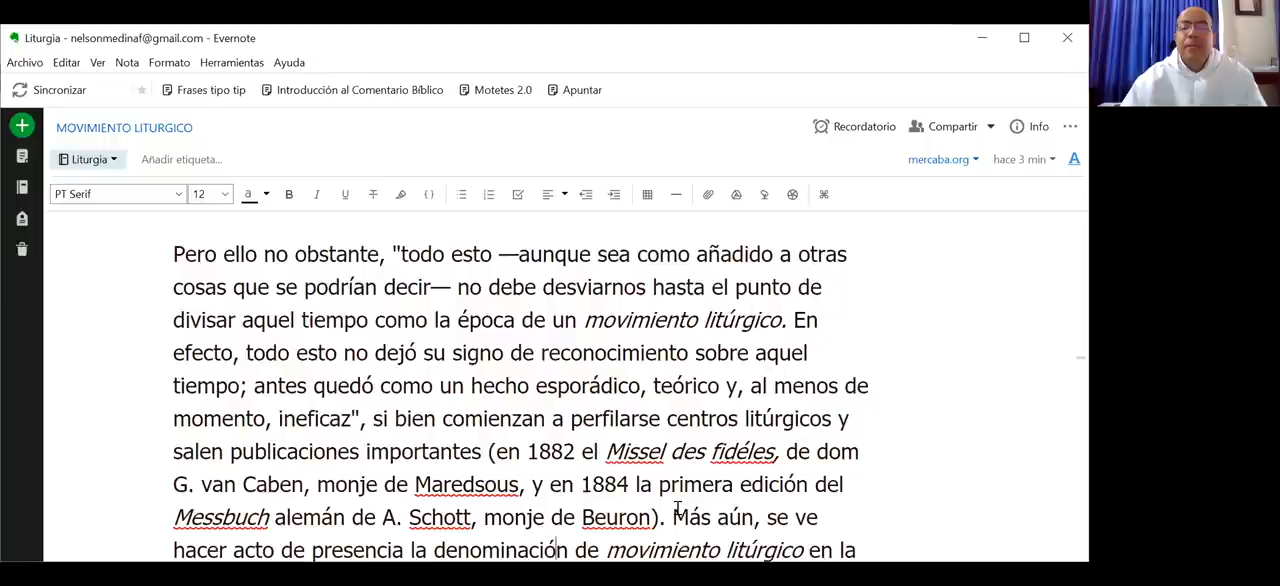 Liturgia - nelsonmedinaf@gmail.com - Evernote
Archivo Editar Ver Nota Formato Herramientas Ayuda
Sincronizar Frases tipo tip Introducción al Comentario Bíblico Motetes 2.0 Apuntar
MOVIMIENTO LITURGICO Recordatorio Compartir Info
Liturgia Añadir etiqueta... mercaba.org hace 3 min A
PT Serif 12 a B I U T
Pero ello no obstante, "todo esto —aunque sea como añadido a otras
cosas que se podrían decir— no debe desviarnos hasta el punto de
divisar aquel tiempo como la época de un movimiento litúrgico. En
efecto, todo esto no dejó su signo de reconocimiento sobre aquel
tiempo; antes quedó como un hecho esporádico, teórico y, al menos de
momento, ineficaz", si bien comienzan a perfilarse centros litúrgicos y
salen publicaciones importantes (en 1882 el Missel des fidéles, de dom
G. van Caben, monje de Maredsous, y en 1884 la primera edición del
Messbuch alemán de A. Schott, monje de Beuron). Más aún, se ve
hacer acto de presencia la denominación de movimiento litúrgico en la